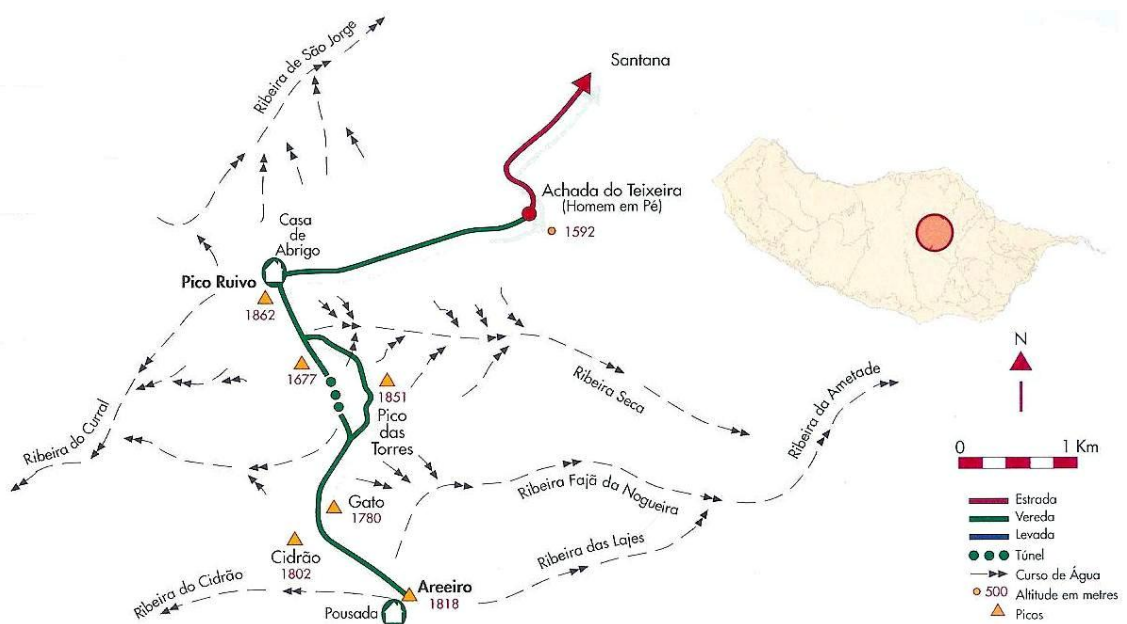 Ribeira de São Jorge
Santana
Achada do Teixeira
(Homem em Pé)
1592
Casa
de
Abrigo
Pico Ruivo
1862
1677
1851
Pico
das
Torres
Ribeira Seca
Ribeira da Ametade
Ribeira do Curral
Ribeira Fajã da Nogueira
Gato
1780
Cidrão
1802
Ribeira das Lajes
Ribeira do Cidrão
Areeiro
1818
Pousada
N
0 1 Km
Estrada
Vereda
Levada
Túnel
Curso de Água
500 Altitude em metres
Picos